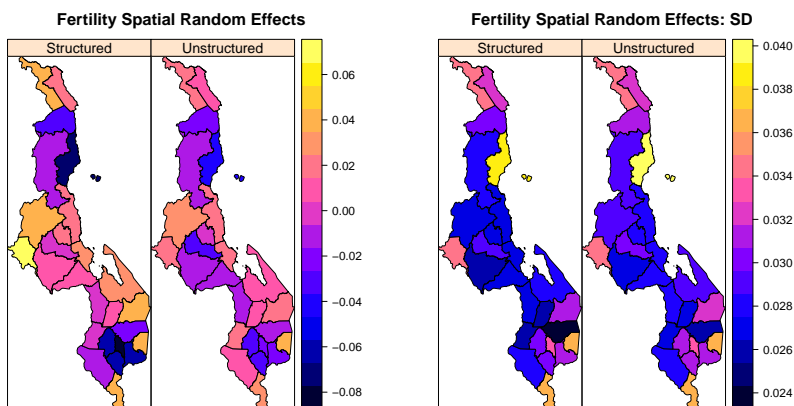 Fertility Spatial Random Effects
Structured
Unstructured
0.06
0.04
0.02
0.00
−0.02
−0.04
−0.06
−0.08
Fertility Spatial Random Effects: SD
Structured
Unstructured
0.040
0.038
0.036
0.034
0.032
0.030
0.028
0.026
0.024